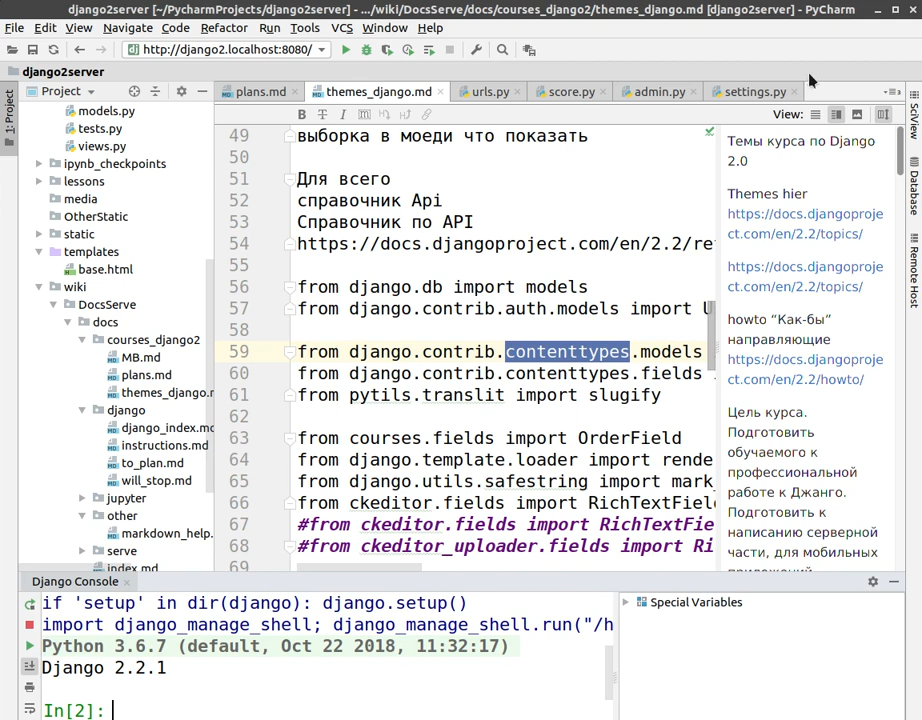 django2server [~/PycharmProjects/django2server] - .../wiki/DocsServe/docs/courses_django2/themes_django.md [django2server] - PyCharm
File Edit View Navigate Code Refactor Run Tools VCS Window Help
http://django2.localhost:8080/
django2server
Project
plans.md themes_django.md urls.py score.py admin.py settings.py
1: Project
models.py
tests.py
views.py
ipynb_checkpoints
lessons
media
OtherStatic
static
templates
base.html
wiki
DocsServe
docs
courses_django2
MB.md
plans.md
themes_django.m
django
django_index.md
instructions.md
to_plan.md
will_stop.md
jupyter
other
markdown_help.
serve
index.md
View:
49 выборка в моеди что показать
50
51 Для всего
52 справочник Api
53 Справочник по API
54 https://docs.djangoproject.com/en/2.2/re
55
56 from django.db import models
57 from django.contrib.auth.models import U
58
59 from django.contrib.contenttypes.models
60 from django.contrib.contenttypes.fields
61 from pytils.translit import slugify
62
63 from courses.fields import OrderField
64 from django.template.loader import rende
65 from django.utils.safestring import mark_
66 from ckeditor.fields import RichTextFiel
67 #from ckeditor.fields import RichTextFie
68 #from ckeditor_uploader.fields import Ri
69
Темы курса по Django
2.0
Themes hier
https://docs.djangoproje
ct.com/en/2.2/topics/
https://docs.djangoproje
ct.com/en/2.2/topics/
howto “Как-бы”
направляющие
https://docs.djangoproje
ct.com/en/2.2/howto/
Цель курса.
Подготовить
обучаемого к
профессиональной
работе к Джанго.
Подготовить к
написанию серверной
части, для мобильных
приложений
SciView
Database
Remote Host
Django Console
if 'setup' in dir(django): django.setup()
import django_manage_shell; django_manage_shell.run("/h
Python 3.6.7 (default, Oct 22 2018, 11:32:17)
Django 2.2.1
In[2]:
Special Variables